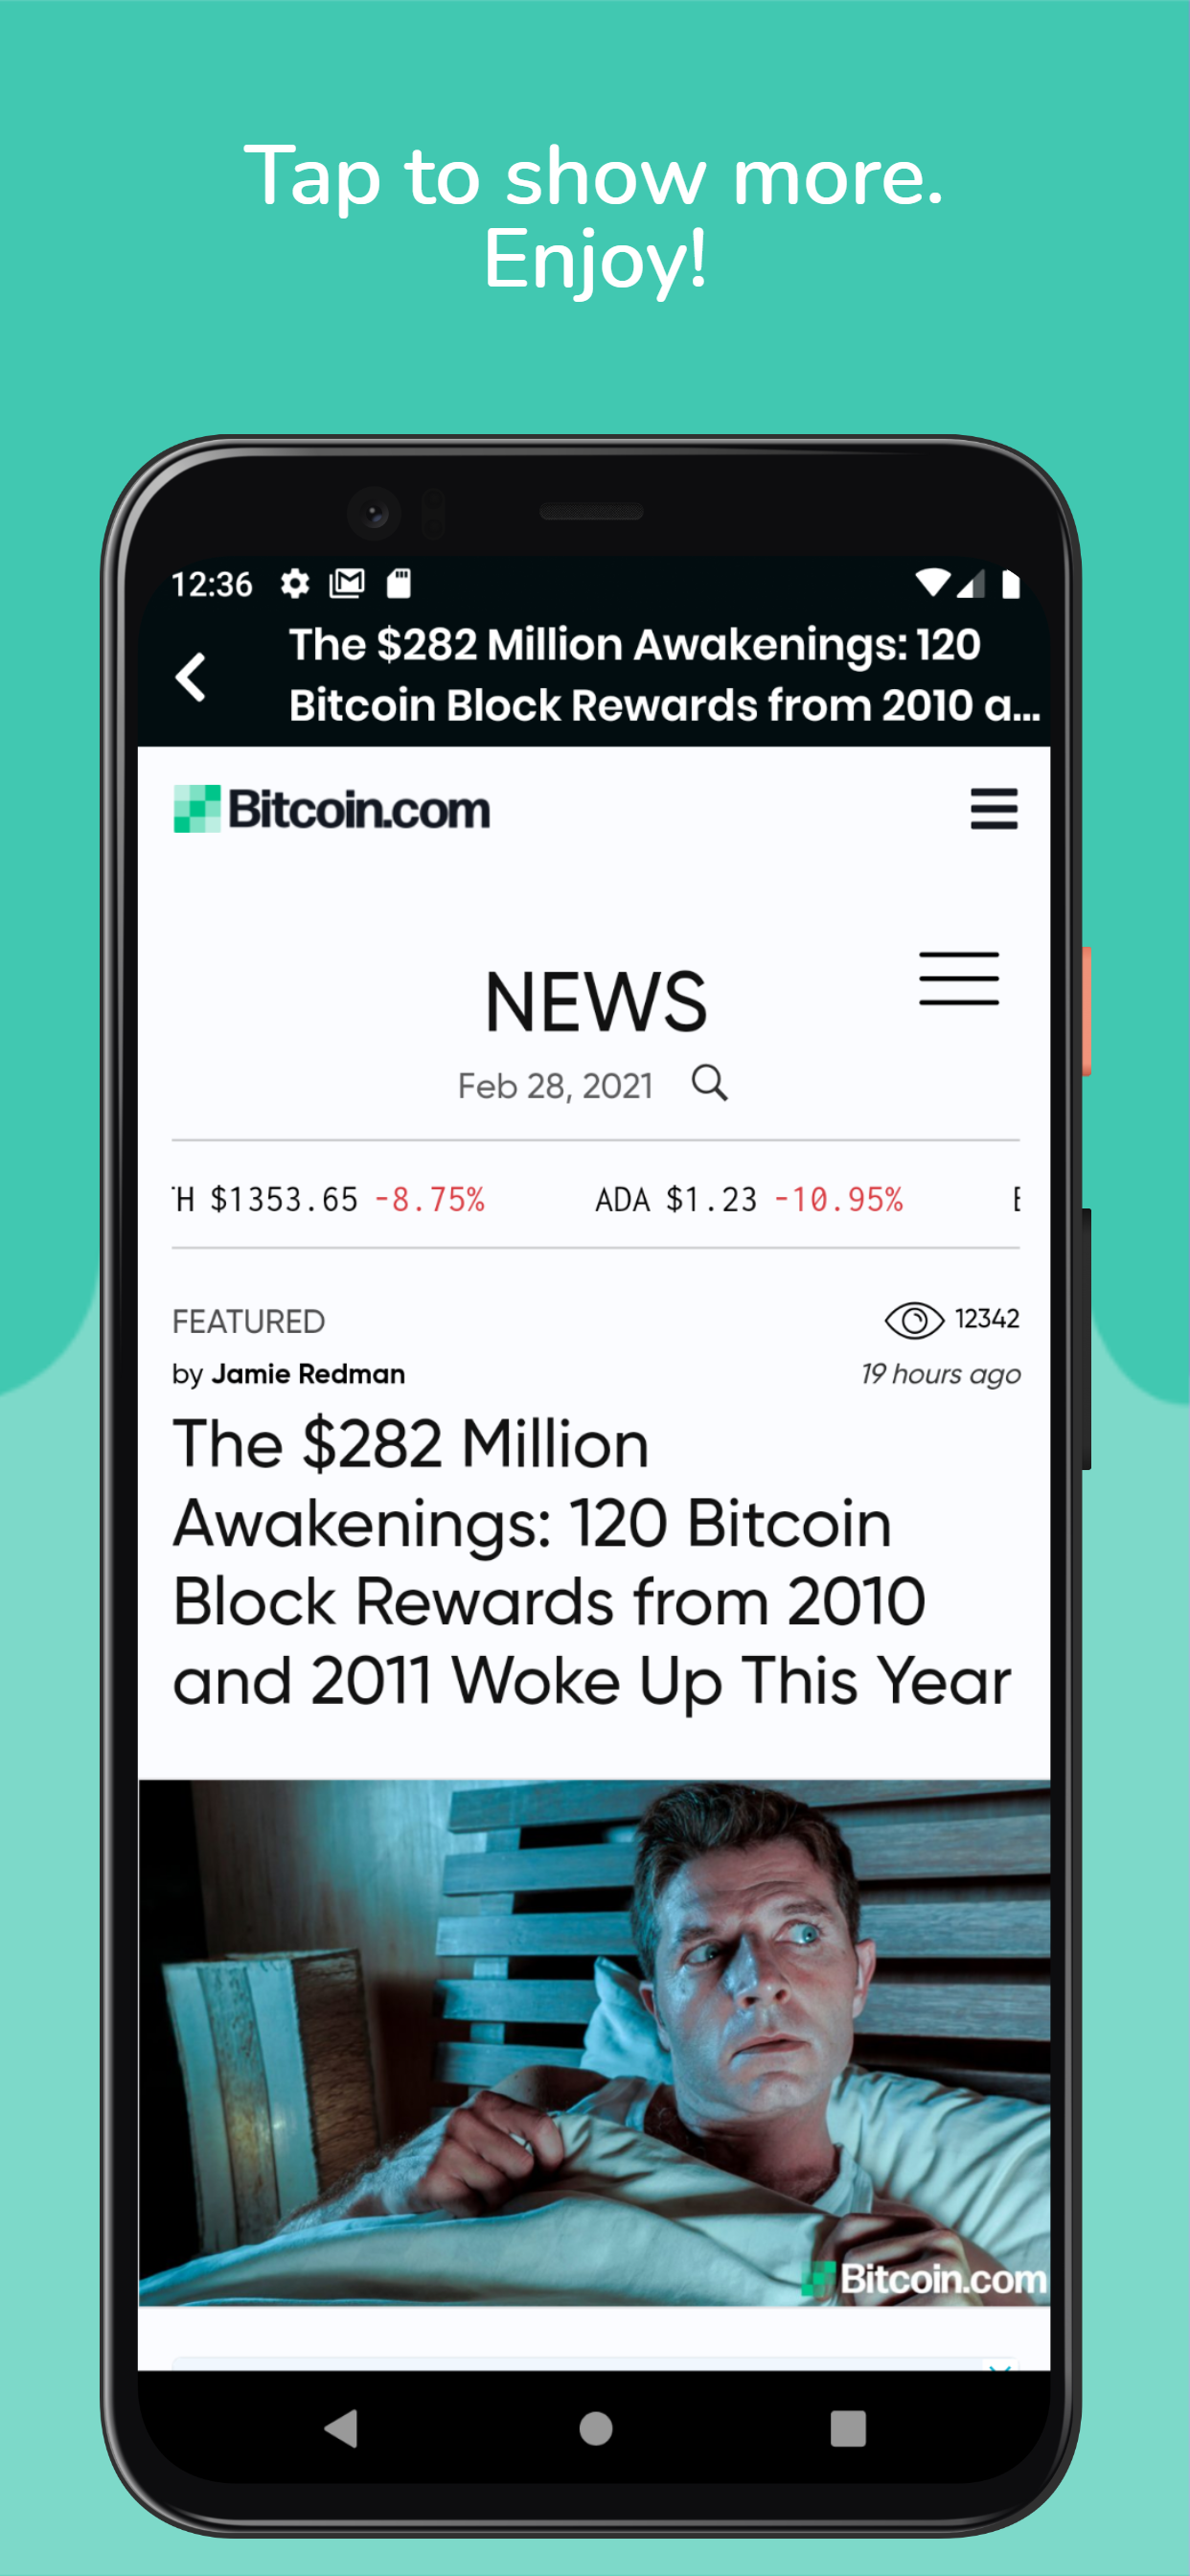 Tap to show more.
Enjoy!
12:36
The $282 Million Awakenings: 120
Bitcoin Block Rewards from 2010 a...
Bitcoin.com
NEWS
Feb 28, 2021
H $1353.65 -8.75% ADA $1.23 -10.95%
FEATURED 12342
by Jamie Redman 19 hours ago
The $282 Million
Awakenings: 120 Bitcoin
Block Rewards from 2010
and 2011 Woke Up This Year
Bitcoin.com